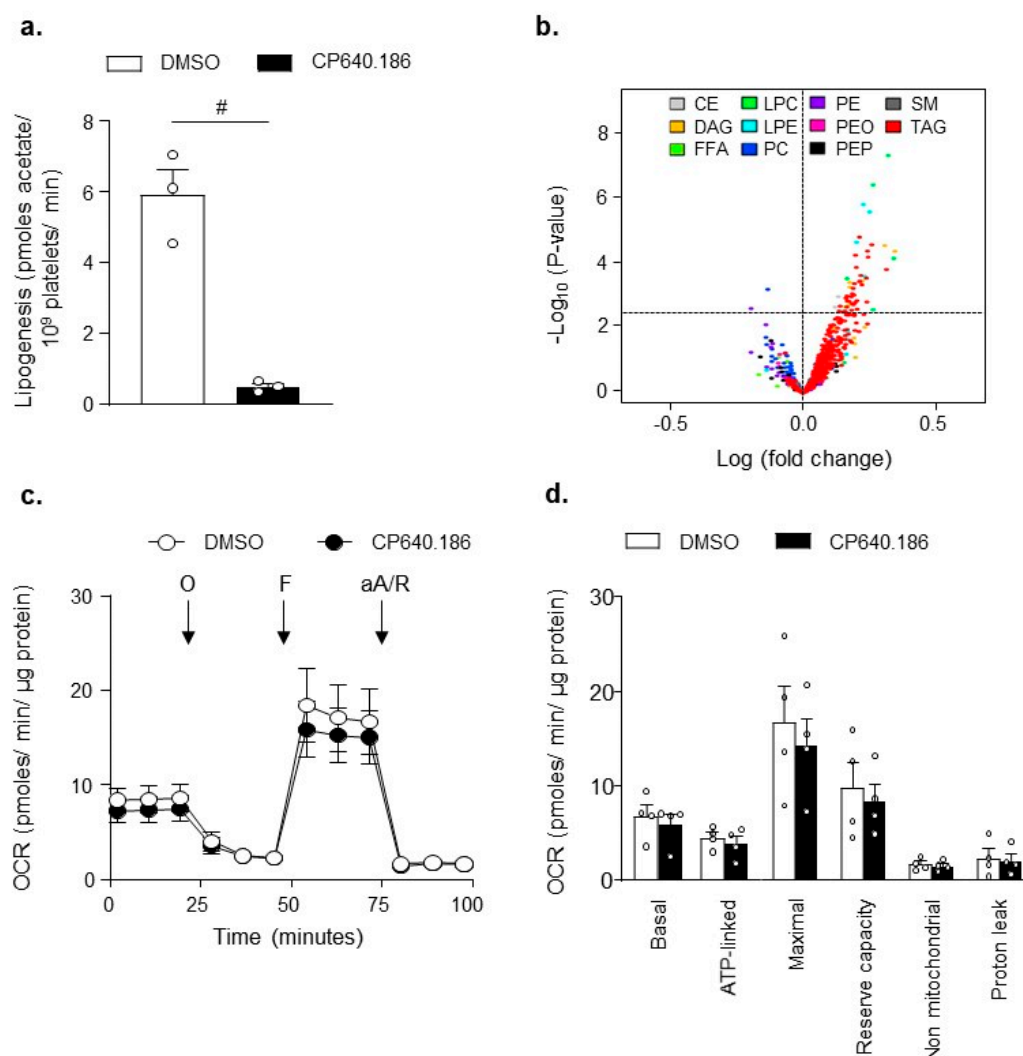 a.
DMSO CP640.186
#
Lipogenesis (pmoles acetate/
10⁹ platelets/ min)
8
6
4
2
0
b.
CE LPC PE SM
DAG LPE PEO TAG
FFA PC PEP
-Log₁₀ (P-value)
8
6
4
2
0
-0.5 0.0 0.5
Log (fold change)
c.
DMSO CP640.186
O F aA/R
OCR (pmoles/ min/ µg protein)
30
20
10
0
0 25 50 75 100
Time (minutes)
d.
DMSO CP640.186
OCR (pmoles/ min/ µg protein)
30
20
10
0
Basal
ATP-linked
Maximal
Reserve capacity
Non mitochondrial
Proton leak